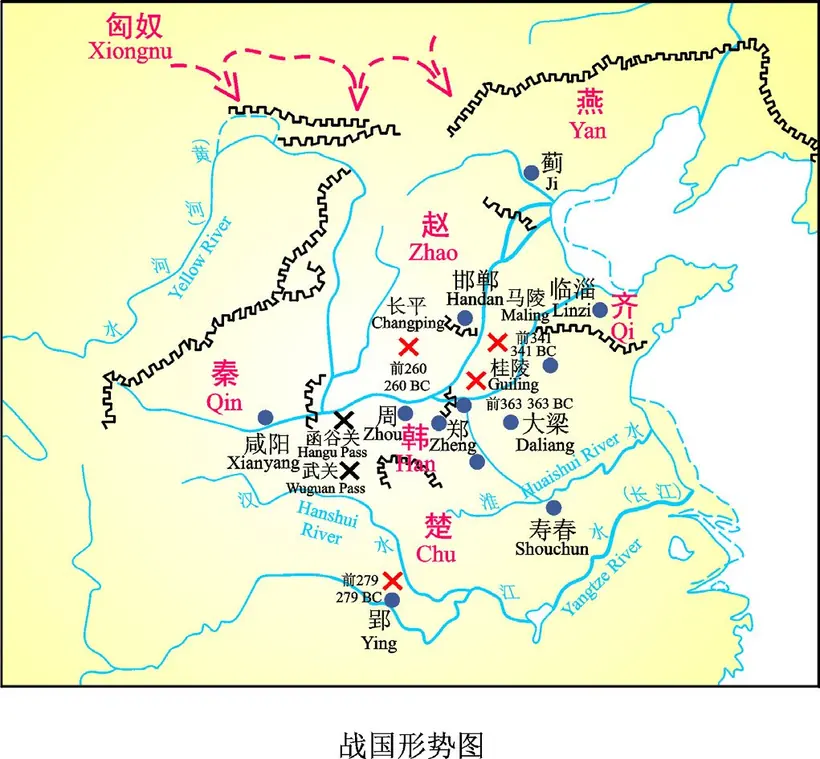 匈奴
Xiongnu
燕
Yan
蓟
Ji
(黄)
(河)
河
水
Yellow River
赵
Zhao
邯郸
Handan
马陵
Maling
临淄
Linzi
齐
Qi
长平
Changping
前341
341 BC
前260
260 BC
桂陵
Guiling
前363 363 BC
秦
Qin
咸阳
Xianyang
函谷关
Hangu Pass
武关
Wuguan Pass
周
Zhou
韩
Han
郑
Zheng
大梁
Daliang
汉
水
Hanshui
River
楚
Chu
淮
水
Huaishui River
寿春
Shouchun
(长江)
水
江
Yangtze River
前279
279 BC
郢
Ying
战国形势图